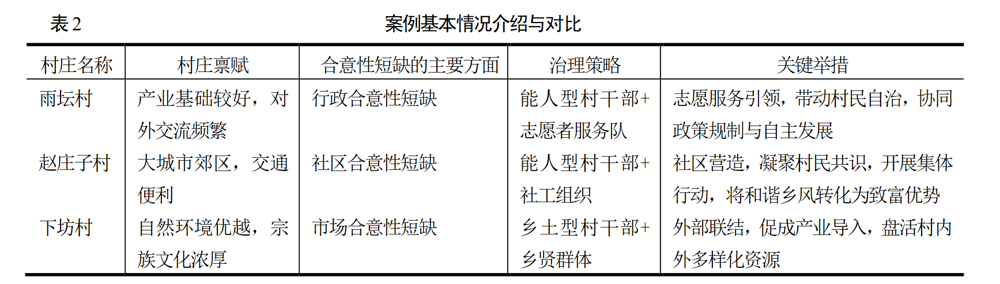 表 2 案例基本情况介绍与对比
村庄名称 村庄禀赋 合意性短缺的主要方面 治理策略 关键举措
雨坛村 产业基础较好，对 行政合意性短缺 能人型村干部+ 志愿服务引领，带动村民自治，协同
外交流频繁 志愿者服务队 政策规制与自主发展
赵庄子村 大城市郊区，交通 社区合意性短缺 能人型村干部+ 社区营造，凝聚村民共识，开展集体
便利 社工组织 行动，将和谐乡风转化为致富优势
下坊村 自然环境优越，宗 市场合意性短缺 乡土型村干部+ 外部联结，促成产业导入，盘活村内
族文化浓厚 乡贤群体 外多样化资源